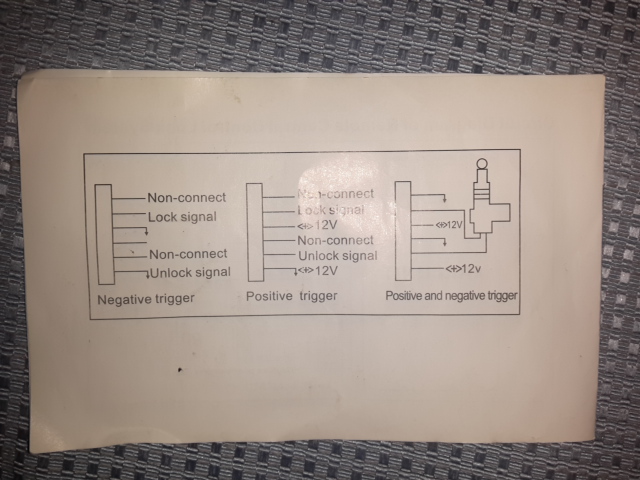 Non-connect
Lock signal
Non-connect
Unlock signal
Negative trigger
Non-connect
Lock signal
<+>12V
Non-connect
Unlock signal
<+>12V
Positive trigger
<+>12V
<+>12v
Positive and negative trigger